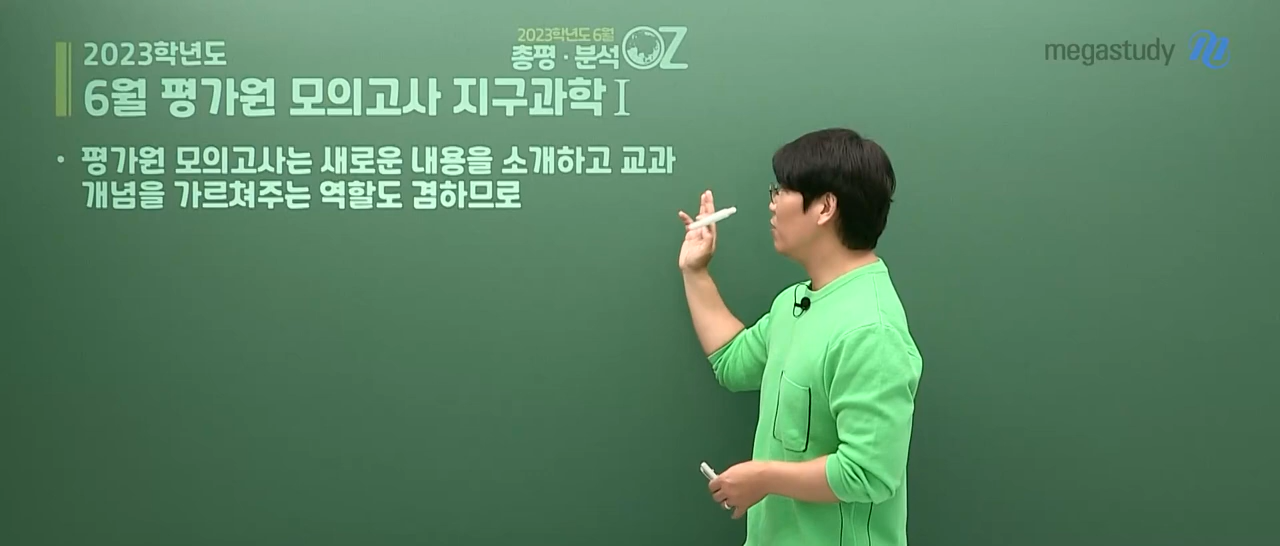 2023학년도 6월
총평·분석 OZ
megastudy
2023학년도
6월 평가원 모의고사 지구과학I
• 평가원 모의고사는 새로운 내용을 소개하고 교과
개념을 가르쳐주는 역할도 겸하므로